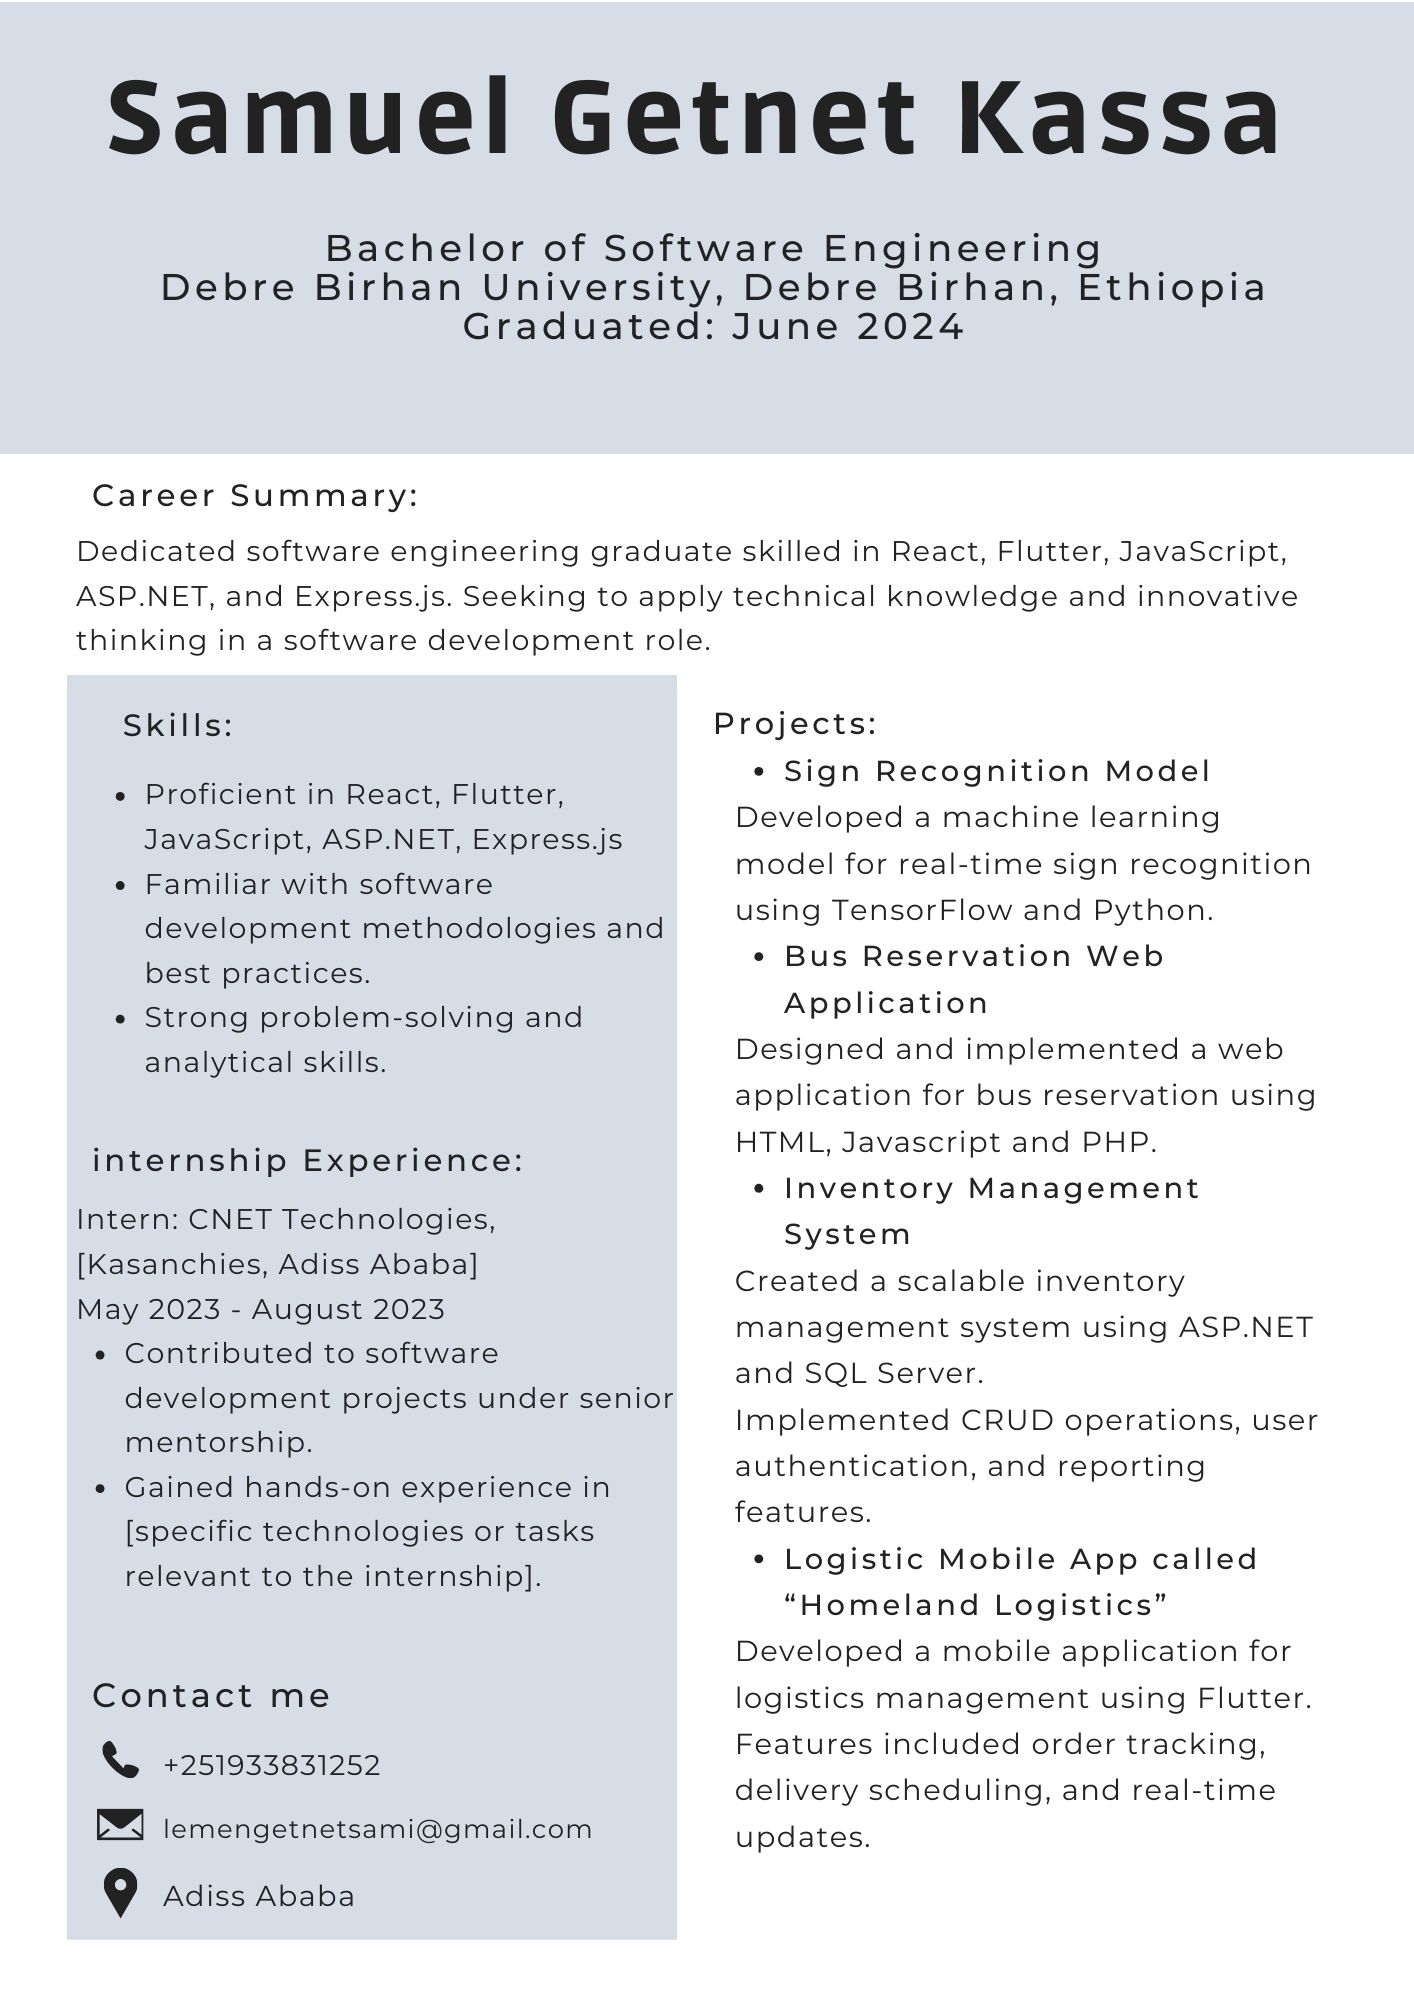 Samuel Getnet Kassa
Bachelor of Software Engineering
Debre Birhan University, Debre Birhan, Ethiopia
Graduated: June 2024
Career Summary:
Dedicated software engineering graduate skilled in React, Flutter, JavaScript,
ASP.NET, and Express.js. Seeking to apply technical knowledge and innovative
thinking in a software development role.
Skills:
• Proficient in React, Flutter,
JavaScript, ASP.NET, Express.js
• Familiar with software
development methodologies and
best practices.
• Strong problem-solving and
analytical skills.
internship Experience:
Intern: CNET Technologies,
[Kasanchies, Adiss Ababa]
May 2023 - August 2023
• Contributed to software
development projects under senior
mentorship.
• Gained hands-on experience in
[specific technologies or tasks
relevant to the internship].
Contact me
+251933831252
lemengetnetsami@gmail.com
Adiss Ababa
Projects:
• Sign Recognition Model
Developed a machine learning
model for real-time sign recognition
using TensorFlow and Python.
• Bus Reservation Web
Application
Designed and implemented a web
application for bus reservation using
HTML, Javascript and PHP.
• Inventory Management
System
Created a scalable inventory
management system using ASP.NET
and SQL Server.
Implemented CRUD operations, user
authentication, and reporting
features.
• Logistic Mobile App called
“Homeland Logistics”
Developed a mobile application for
logistics management using Flutter.
Features included order tracking,
delivery scheduling, and real-time
updates.